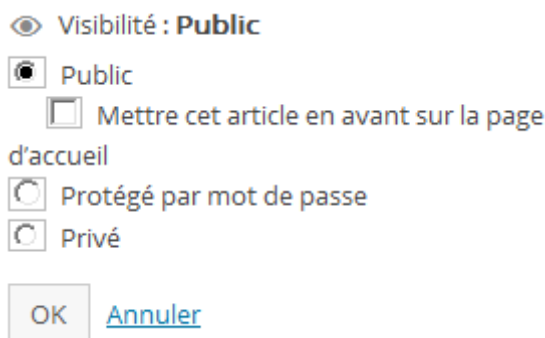 Visibilité : Public
Public
Mettre cet article en avant sur la page
d'accueil
Protégé par mot de passe
Privé
OK Annuler